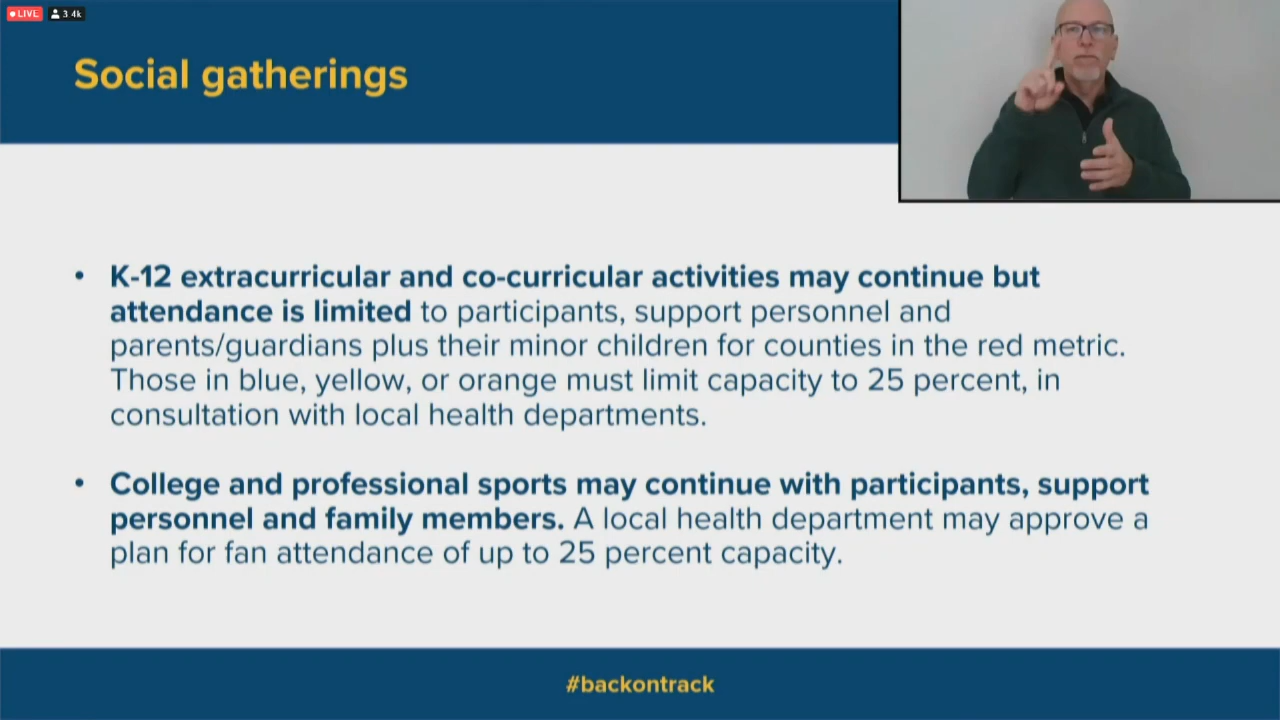 LIVE 3.4k
Social gatherings
• K-12 extracurricular and co-curricular activities may continue but
attendance is limited to participants, support personnel and
parents/guardians plus their minor children for counties in the red metric.
Those in blue, yellow, or orange must limit capacity to 25 percent, in
consultation with local health departments.
• College and professional sports may continue with participants, support
personnel and family members. A local health department may approve a
plan for fan attendance of up to 25 percent capacity.
#backontrack